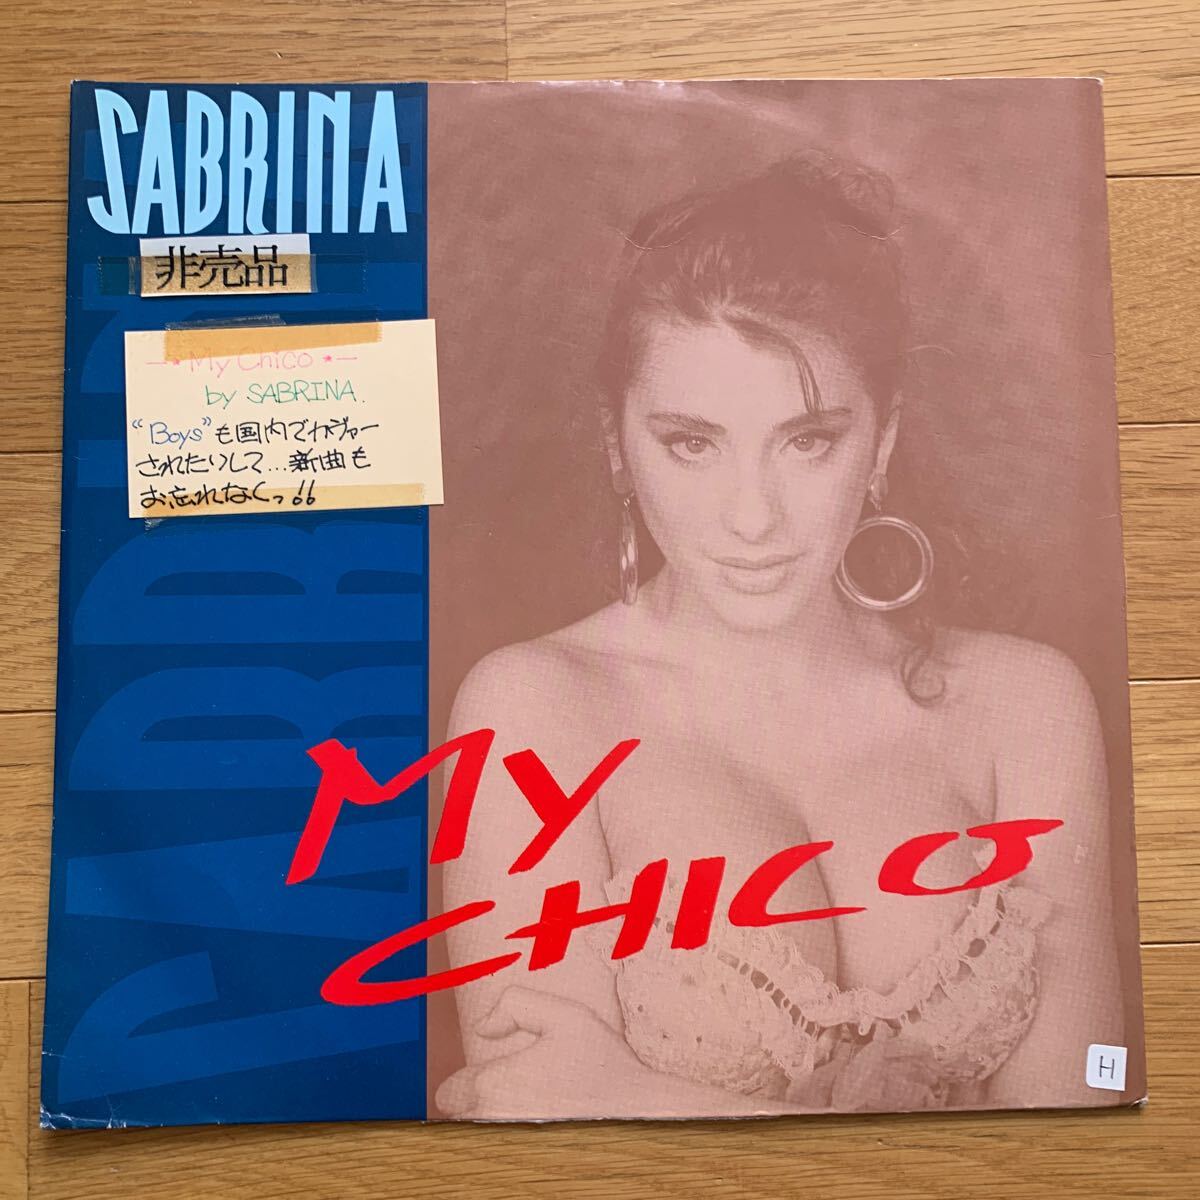 SABRINA
非売品
—★ My Chico ★—
by SABRINA.
“Boys”も国内でカヴァー
されたりして...新曲も
お忘れなくっ!!
MY
CHICO
H
SABRINA